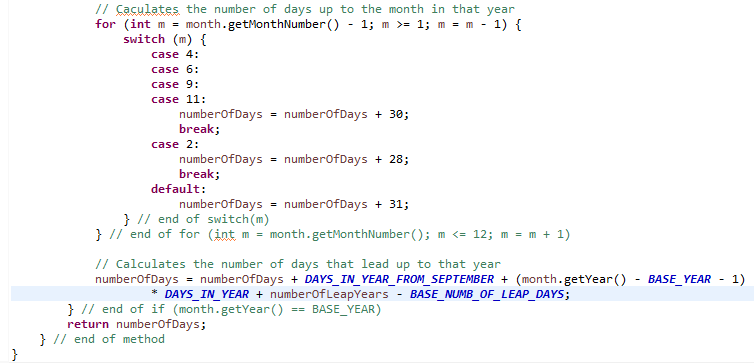 // Caculates the number of days up to the month in that year
for (int m = month.getMonthNumber() - 1; m >= 1; m = m - 1) {
switch (m) {
case 4:
case 6:
case 9:
case 11:
numberOfDays = numberOfDays + 30;
break;
case 2:
numberOfDays = numberOfDays + 28;
break;
default:
numberOfDays = numberOfDays + 31;
} // end of switch(m)
} // end of for (int m = month.getMonthNumber(); m <= 12; m = m + 1)
// Calculates the number of days that lead up to that year
numberOfDays = numberOfDays + DAYS_IN_YEAR_FROM_SEPTEMBER + (month.getYear() - BASE_YEAR - 1)
* DAYS_IN_YEAR + numberOfLeapYears - BASE_NUMB_OF_LEAP_DAYS;
} // end of if (month.getYear() == BASE_YEAR)
return numberOfDays;
} // end of method
}